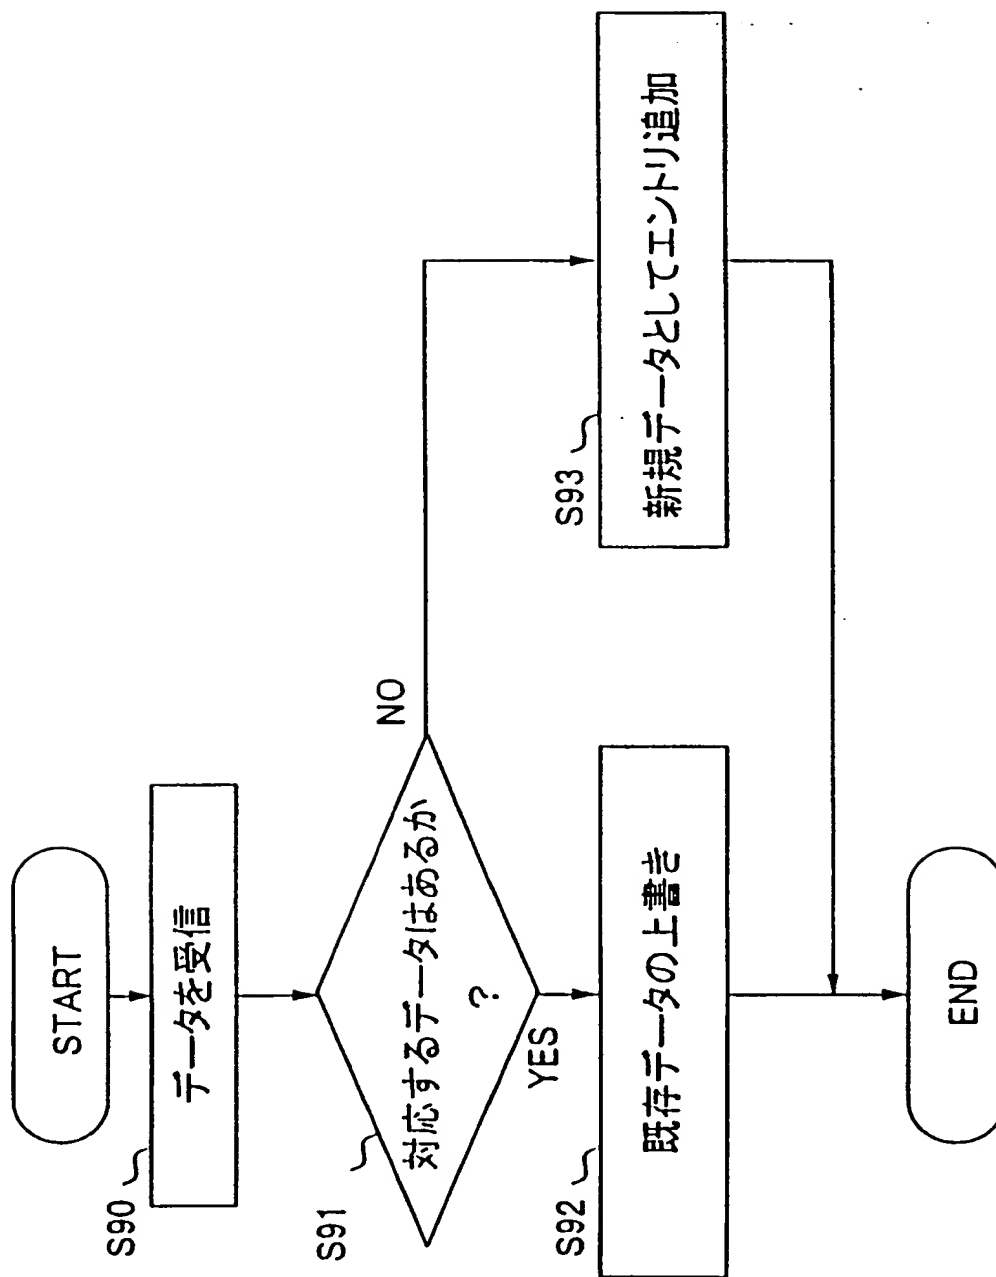 START
S90
データを受信
S91
対応するデータはあるか
?
NO
YES
S92
既存データの上書き
S93
新規データとしてエントリ追加
END